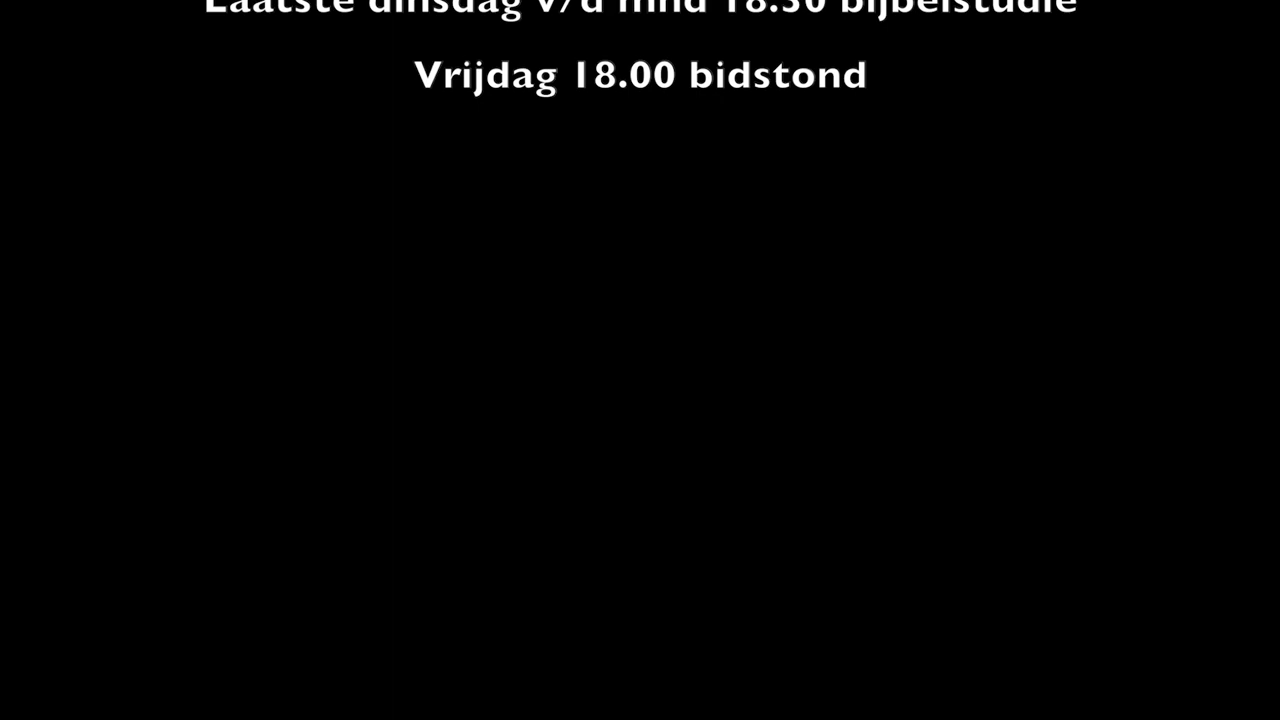 Laatste dinsdag v/d mnd 18.30 bijbelstudie
Vrijdag 18.00 bidstond